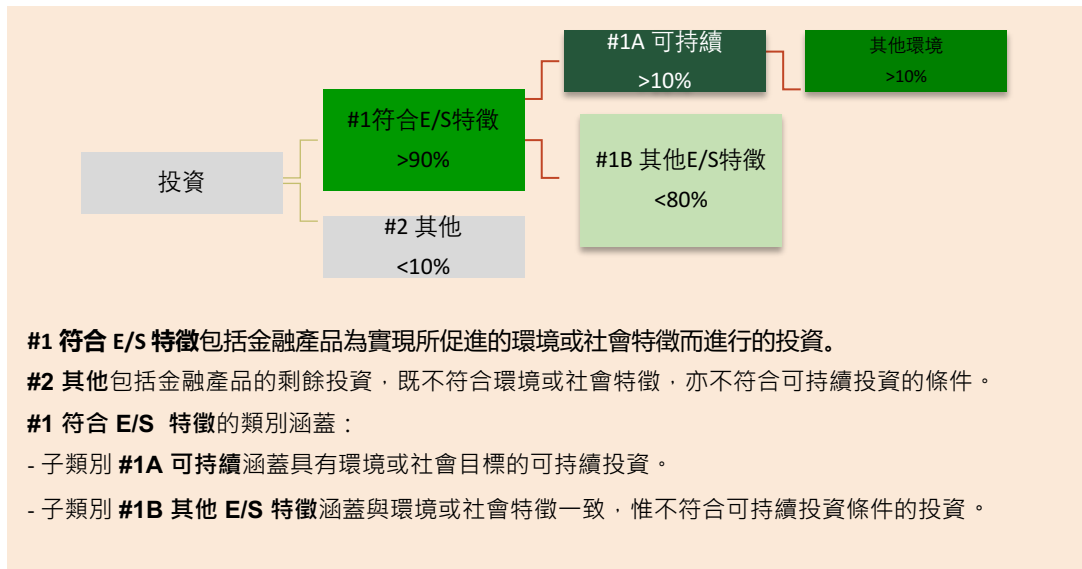 #1A 可持續
>10%
其他環境
>10%
#1符合E/S特徵
>90%
#1B 其他E/S特徵
<80%
投資
#2 其他
<10%
#1 符合 E/S 特徵包括金融產品為實現所促進的環境或社會特徵而進行的投資。
#2 其他包括金融產品的剩餘投資，既不符合環境或社會特徵，亦不符合可持續投資的條件。
#1 符合 E/S 特徵的類別涵蓋：
- 子類別 #1A 可持續涵蓋具有環境或社會目標的可持續投資。
- 子類別 #1B 其他 E/S 特徵涵蓋與環境或社會特徵一致，惟不符合可持續投資條件的投資。